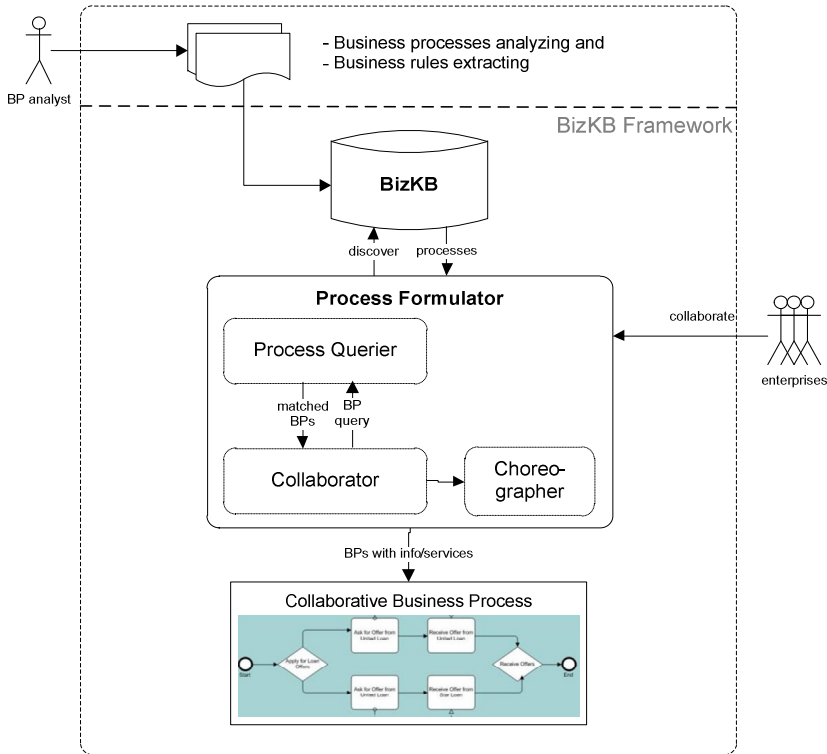 - Business processes analyzing and
- Business rules extracting
BP analyst
BizKB Framework
BizKB
discover
processes
Process Formulator
Process Querier
collaborate
enterprises
matched
BPs
BP
query
Collaborator
Choreo-
grapher
BPs with info/services
Collaborative Business Process
Ask for Offer from
United Loan
Receive Offer from
United Loan
Start
Apply for Loan
Offers
Receive Offers
End
Ask for Offer from
United Loan
Receive Offer from
Star Loan